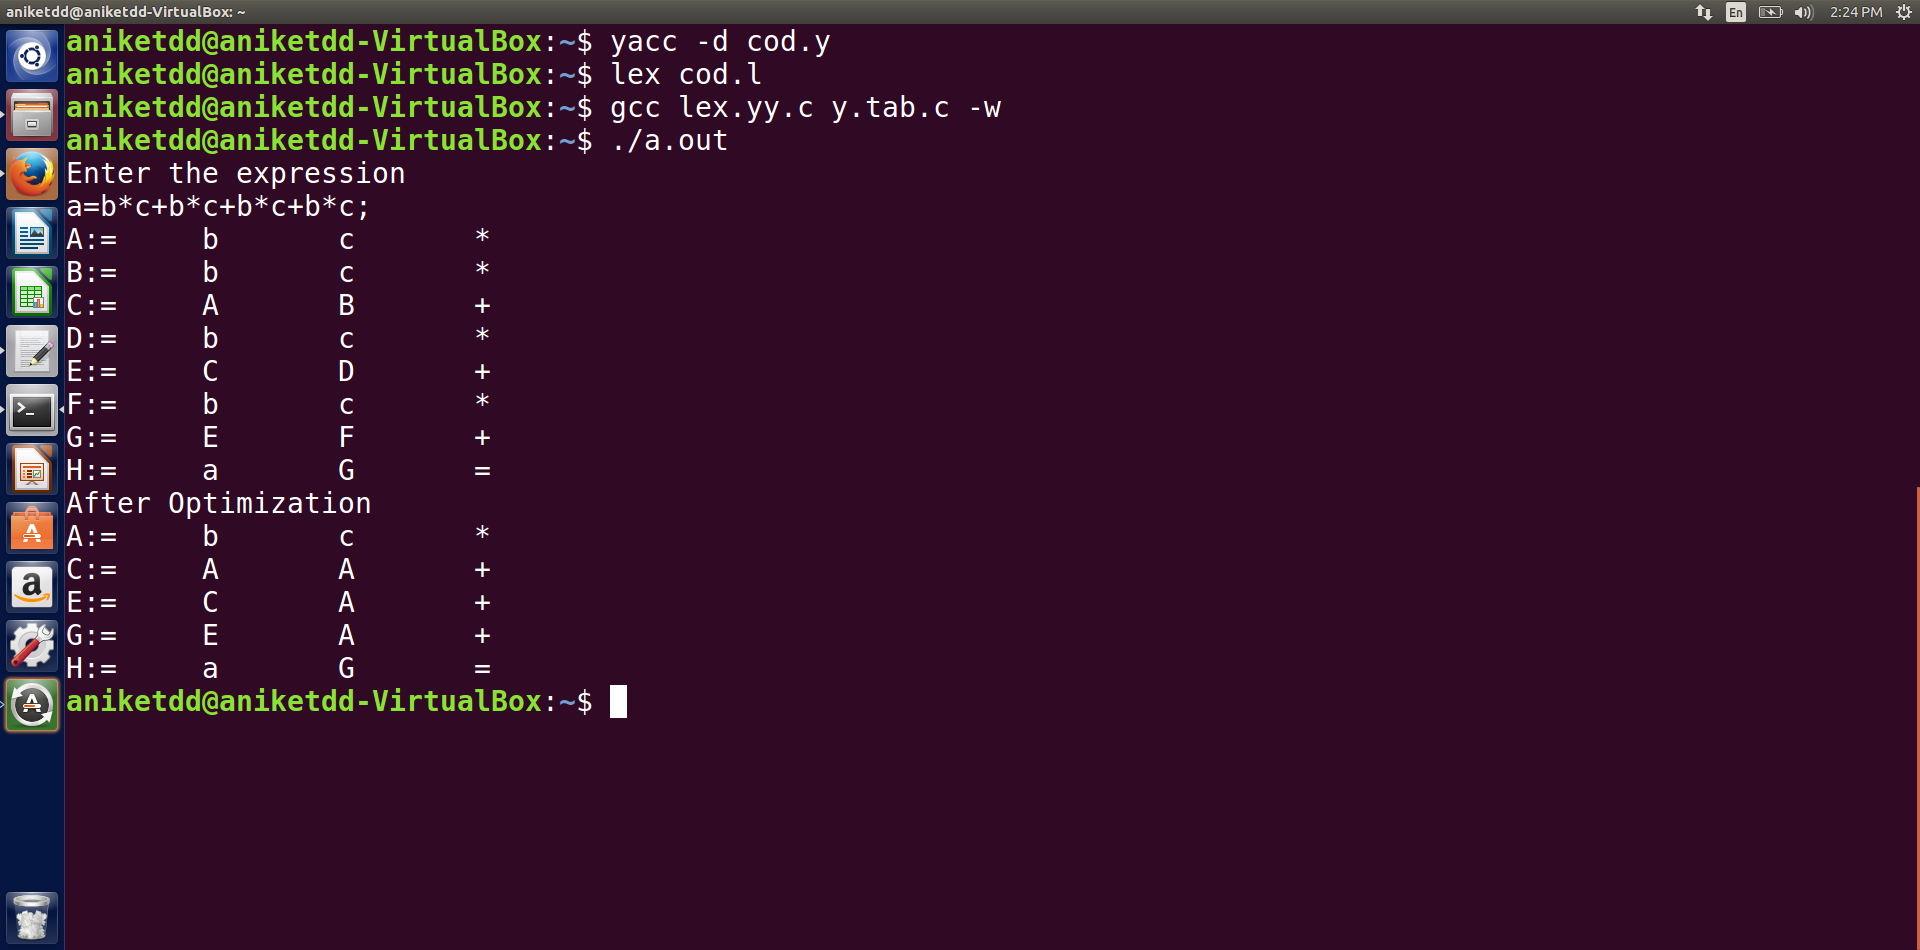 aniketdd@aniketdd-VirtualBox: ~ En 2:24 PM
aniketdd@aniketdd-VirtualBox:~$ yacc -d cod.y
aniketdd@aniketdd-VirtualBox:~$ lex cod.l
aniketdd@aniketdd-VirtualBox:~$ gcc lex.yy.c y.tab.c -w
aniketdd@aniketdd-VirtualBox:~$ ./a.out
Enter the expression
a=b*c+b*c+b*c+b*c;
A:= b c *
B:= b c *
C:= A B +
D:= b c *
E:= C D +
F:= b c *
G:= E F +
H:= a G =
After Optimization
A:= b c *
C:= A A +
E:= C A +
G:= E A +
H:= a G =
aniketdd@aniketdd-VirtualBox:~$